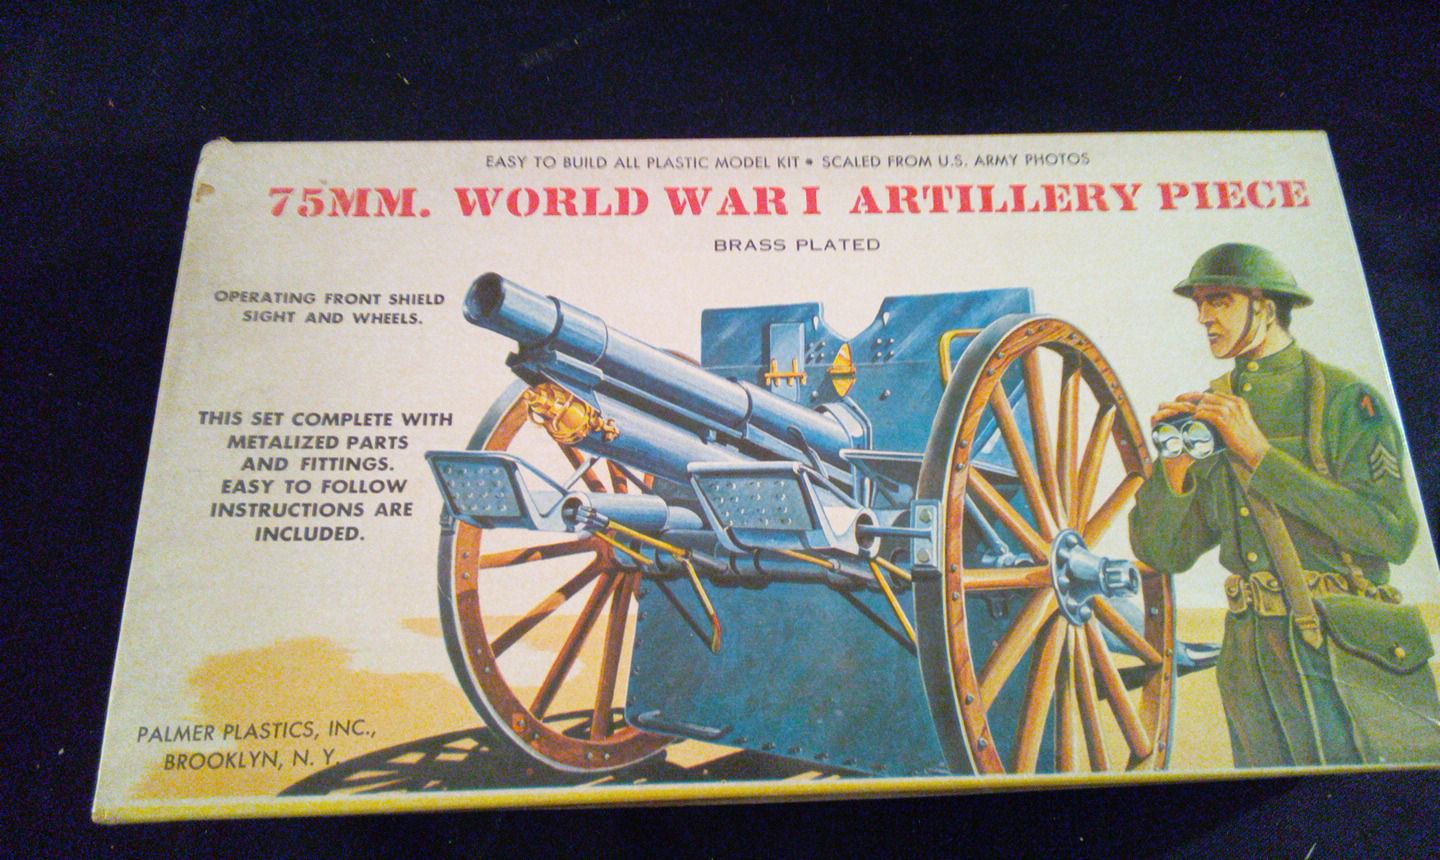 EASY TO BUILD ALL PLASTIC MODEL KIT • SCALED FROM U.S. ARMY PHOTOS
75MM. WORLD WAR I ARTILLERY PIECE
BRASS PLATED
OPERATING FRONT SHIELD
SIGHT AND WHEELS.
THIS SET COMPLETE WITH
METALIZED PARTS
AND FITTINGS.
EASY TO FOLLOW
INSTRUCTIONS ARE
INCLUDED.
1
PALMER PLASTICS, INC.,
BROOKLYN, N. Y.